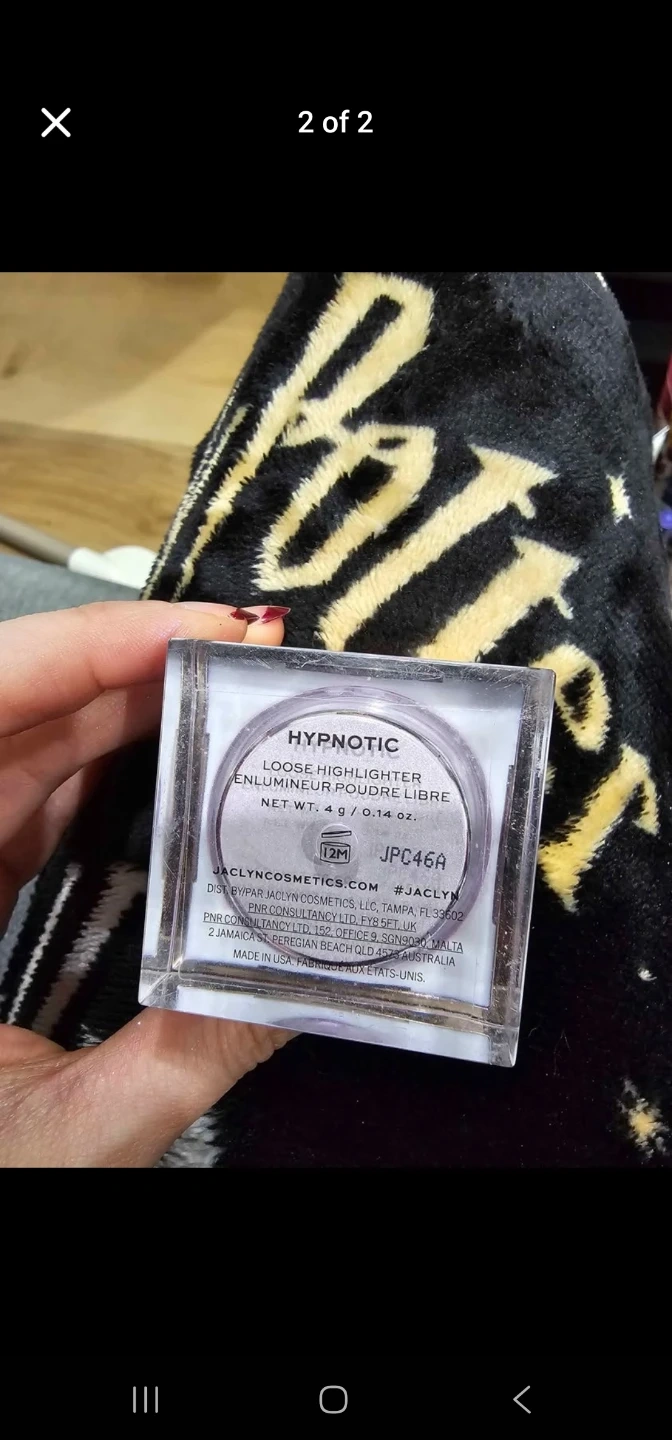 2 of 2
Potter
HYPNOTIC
LOOSE HIGHLIGHTER
ENLUMINEUR POUDRE LIBRE
NET WT. 4 g / 0.14 oz.
12M
JPC46A
JACLYNCOSMETICS.COM #JACLYN
DIST. BY/PAR JACLYN COSMETICS, LLC, TAMPA, FL 33602
PNR CONSULTANCY LTD, FY8 5FT, UK
PNR CONSULTANCY LTD, 152, OFFICE 9, SGN9030, MALTA
2 JAMAICA ST, PEREGIAN BEACH QLD 4573 AUSTRALIA
MADE IN USA. FABRIQUÉ AUX ÉTATS-UNIS.